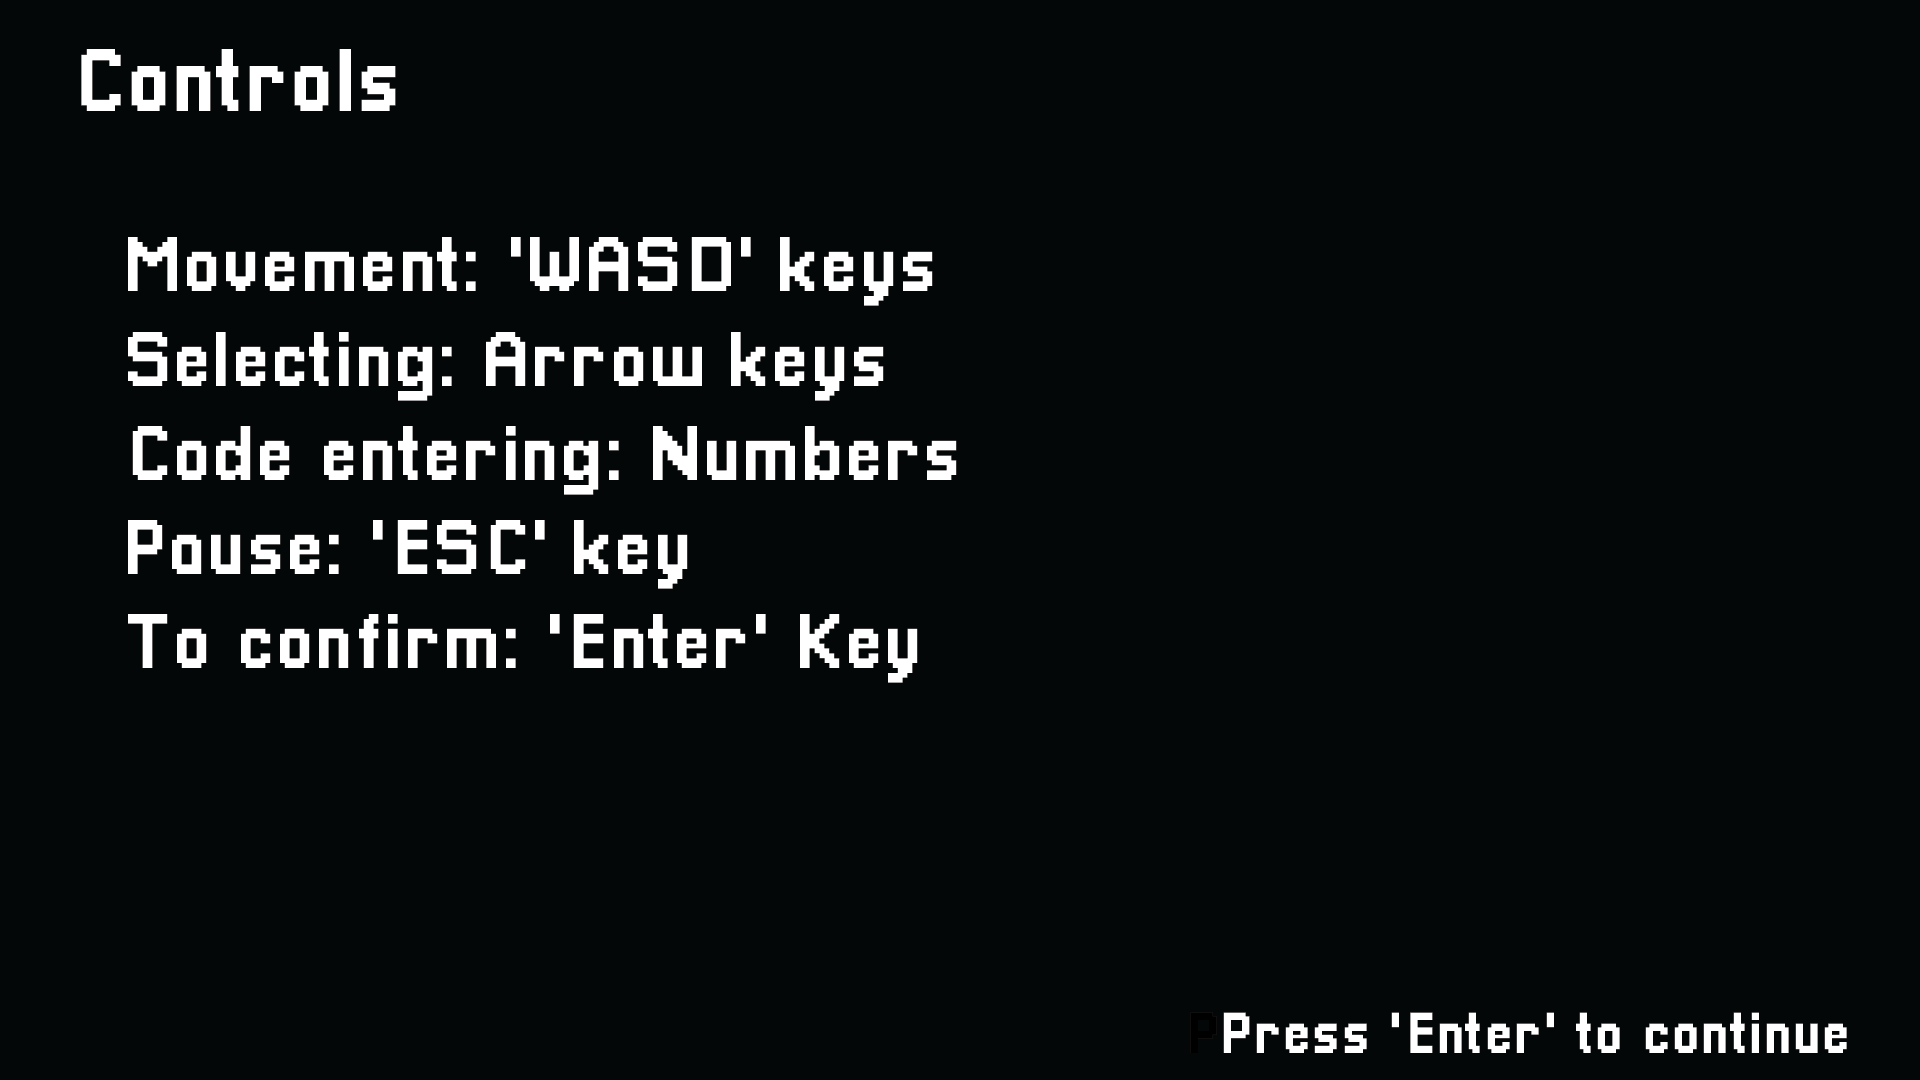 Controls
Movement: 'WASD' keys
Selecting: Arrow keys
Code entering: Numbers
Pause: 'ESC' key
To confirm: 'Enter' Key
PPress 'Enter' to continue